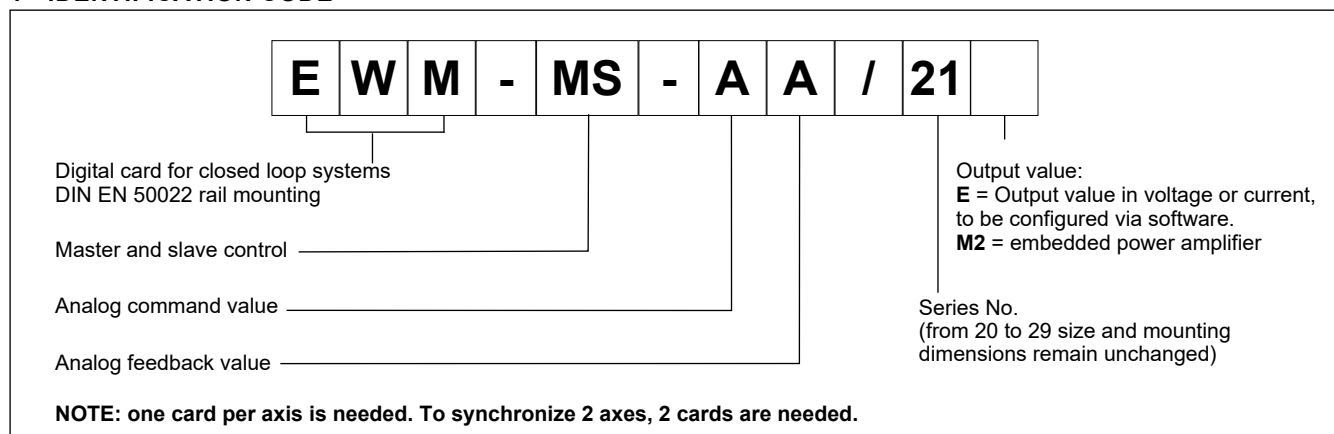 EWM - MS - A A / 21
Digital card for closed loop systems
DIN EN 50022 rail mounting
Master and slave control
Analog command value
Analog feedback value
Output value:
E = Output value in voltage or current,
to be configured via software.
M2 = embedded power amplifier
Series No.
(from 20 to 29 size and mounting
dimensions remain unchanged)
NOTE: one card per axis is needed. To synchronize 2 axes, 2 cards are needed.